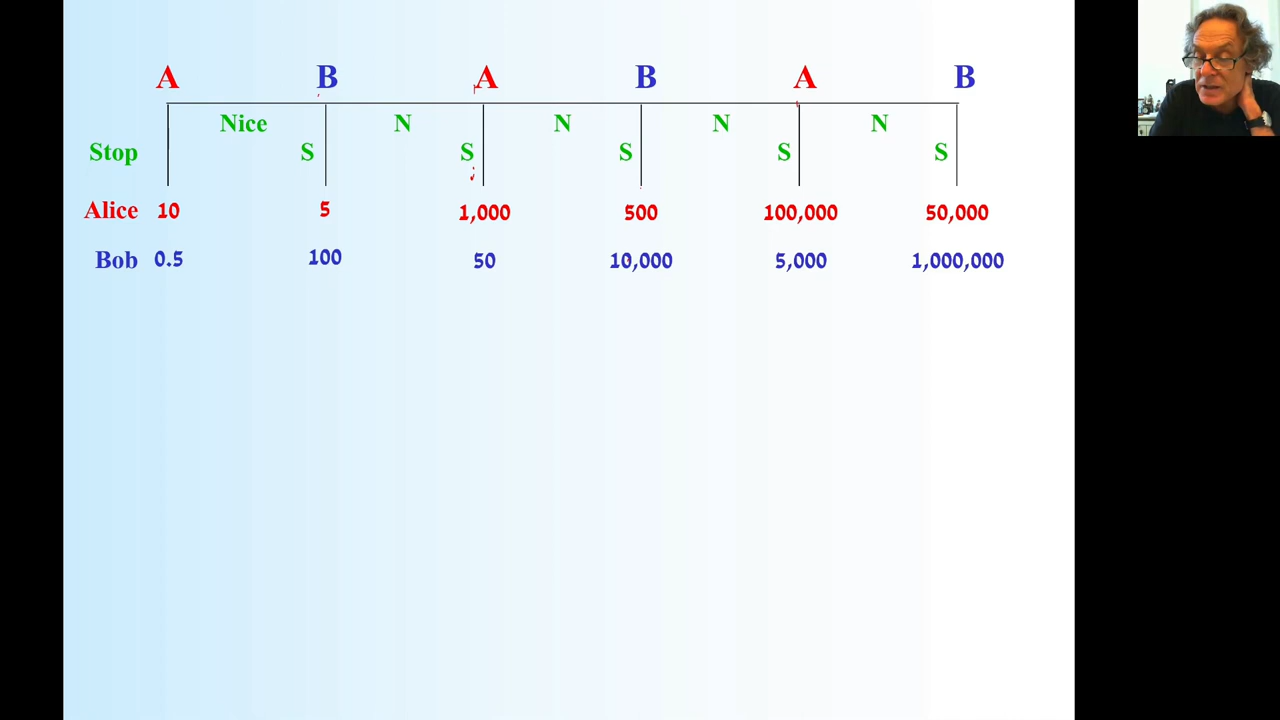 A B A B A B
Nice N N N N
Stop S S S S S
Alice 10 5 1,000 500 100,000 50,000
Bob 0.5 100 50 10,000 5,000 1,000,000